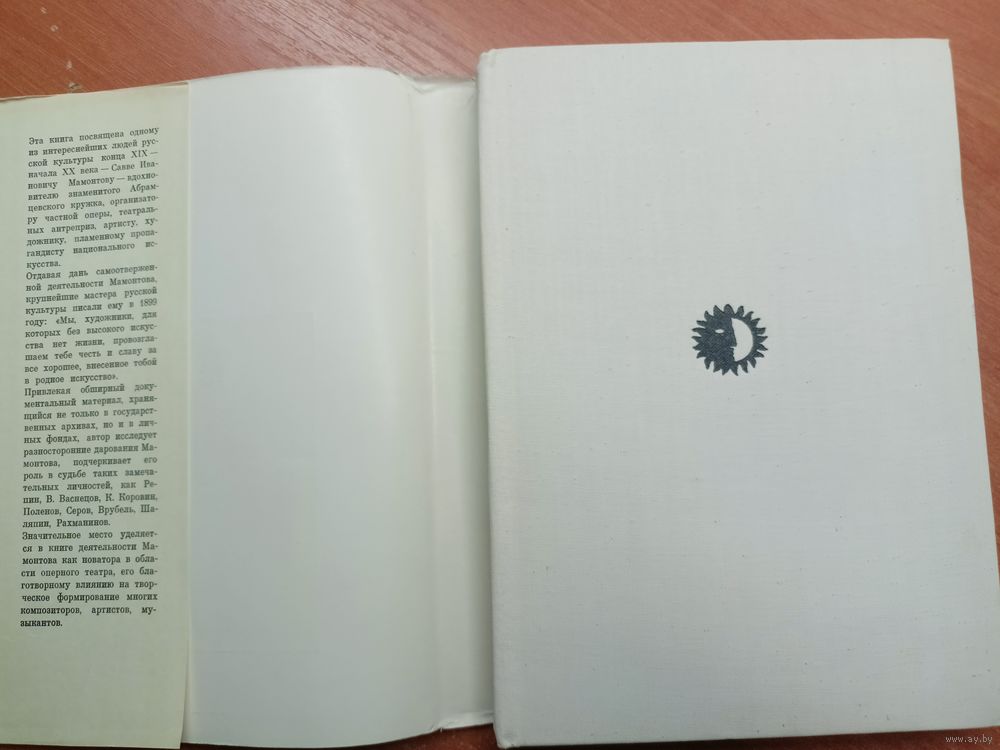 Эта книга посвящена одному
из интереснейших людей рус-
ской культуры конца XIX —
начала XX века — Савве Ива-
новичу Мамонтову — вдохно-
вителю знаменитого Абрам-
цевского кружка, организато-
ру частной оперы, театраль-
ных антреприз, артисту, ху-
дожнику, пламенному пропа-
гандисту национального ис-
кусства.
Отдавая дань самоотвержен-
ной деятельности Мамонтова,
крупнейшие мастера русской
культуры писали ему в 1899
году: «Мы, художники, для
которых без высокого искус-
ства нет жизни, провозгла-
шаем тебе честь и славу за
все хорошее, внесенное тобой
в родное искусство».
Привлекая обширный доку-
ментальный материал, храня-
щийся не только в государст-
венных архивах, но и в лич-
ных фондах, автор исследует
разносторонние дарования Ма-
монтова, подчеркивает его
роль в судьбе таких замеча-
тельных личностей, как Ре-
пин, В. Васнецов, К. Коровин,
Поленов, Серов, Врубель, Ша-
ляпин, Рахманинов.
Значительное место уделяет-
ся в книге деятельности Ма-
монтова как новатора в обла-
сти оперного театра, его бла-
готворному влиянию на твор-
ческое формирование многих
композиторов, артистов, му-
зыкантов.
www.ay.by